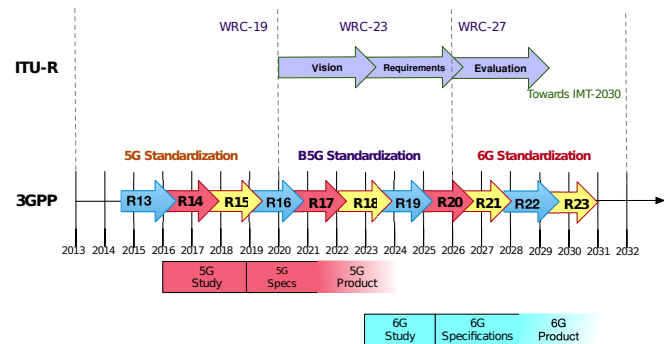 WRC-19 WRC-23 WRC-27
ITU-R
Vision Requirements Evaluation
Towards IMT-2030
5G Standardization B5G Standardization 6G Standardization
3GPP
R13 R14 R15 R16 R17 R18 R19 R20 R21 R22 R23
2013 2014 2015 2016 2017 2018 2019 2020 2021 2022 2023 2024 2025 2026 2027 2028 2029 2030 2031 2032
5G Study 5G Specs 5G Product
6G Study 6G Specifications 6G Product